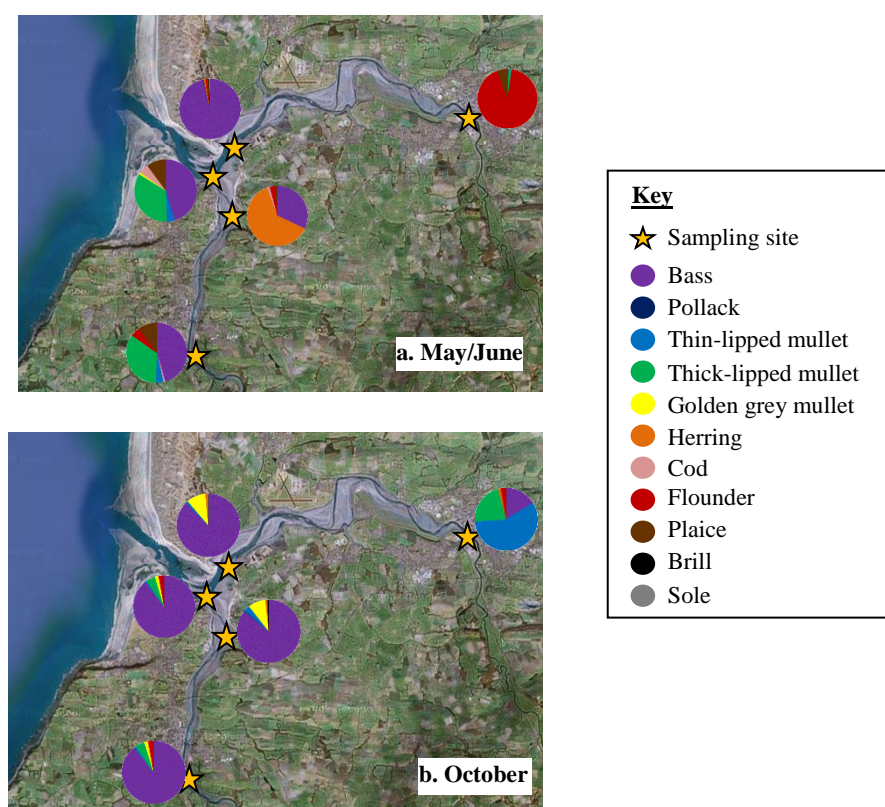 a. May/June
b. October
Key
Sampling site
Bass
Pollack
Thin-lipped mullet
Thick-lipped mullet
Golden grey mullet
Herring
Cod
Flounder
Plaice
Brill
Sole